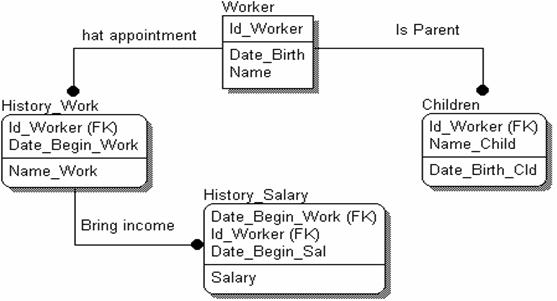 Worker
Id_Worker
Date_Birth
Name
hat appointment
Is Parent
History_Work
Id_Worker (FK)
Date_Begin_Work
Name_Work
Children
Id_Worker (FK)
Name_Child
Date_Birth_Cld
Bring income
History_Salary
Date_Begin_Work (FK)
Id_Worker (FK)
Date_Begin_Sal
Salary